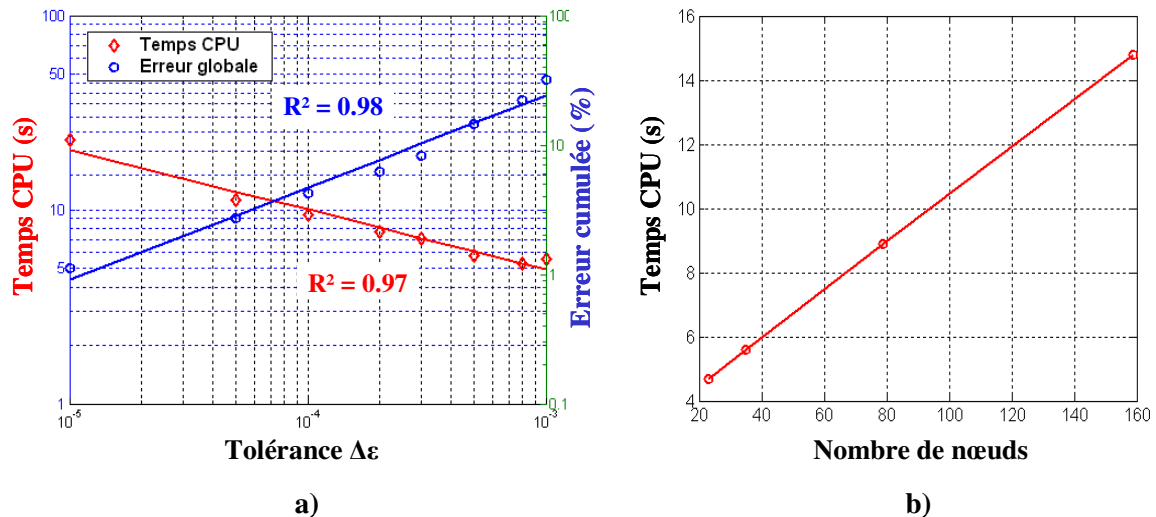 100
50
10
5
1
Temps CPU (s)
Temps CPU
Erreur globale
R² = 0.98
R² = 0.97
100
10
1
0.1
Erreur cumulée (%)
10-5
10-4
10-3
Tolérance Δε
a)
16
14
12
10
8
6
4
Temps CPU (s)
20 40 60 80 100 120 140 160
Nombre de nœuds
b)